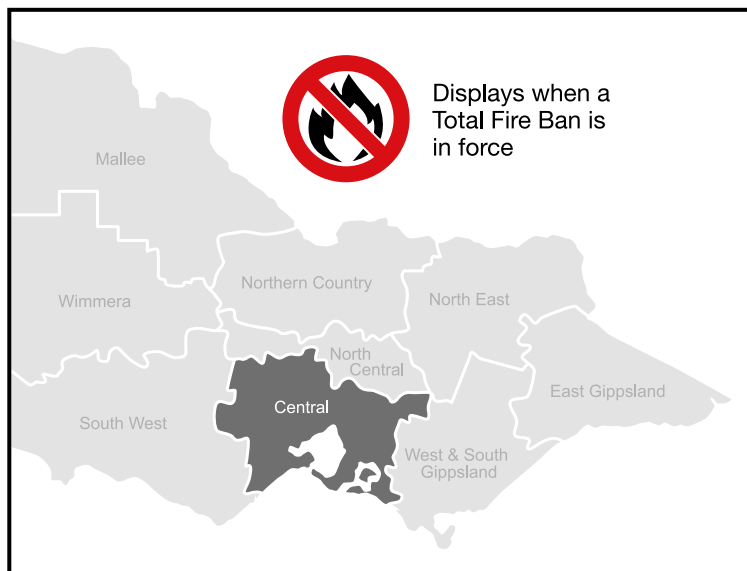 Displays when a
Total Fire Ban is
in force
Mallee
Northern Country
North East
Wimmera
North
Central
East Gippsland
Central
South West
West & South
Gippsland